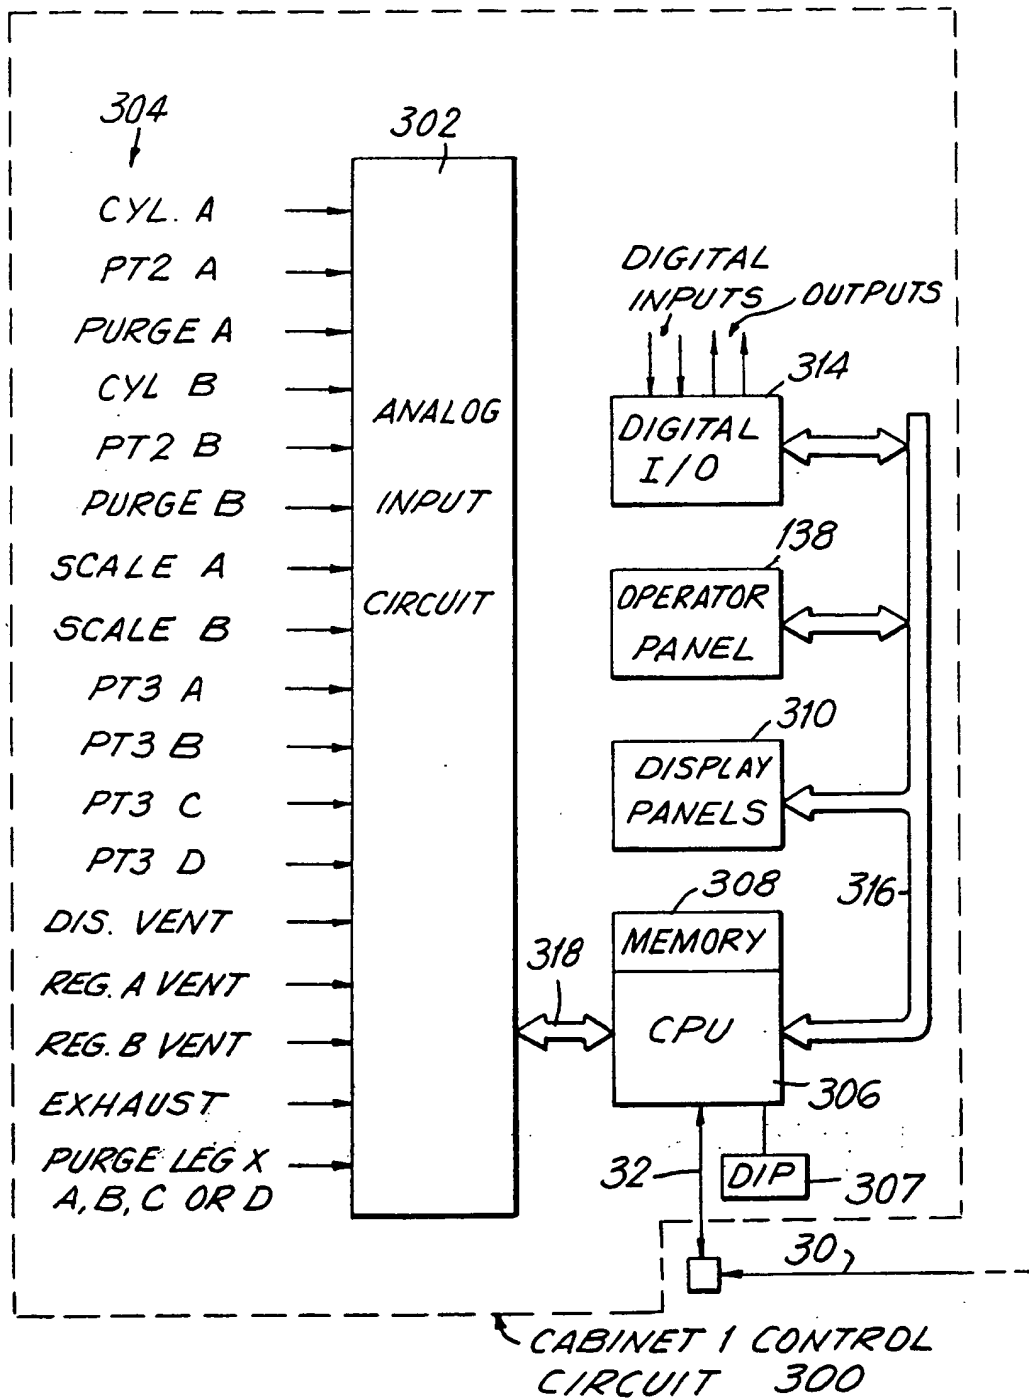 304
302
CYL. A
PT2 A
PURGE A
CYL B
PT2 B
PURGE B
SCALE A
SCALE B
PT3 A
PT3 B
PT3 C
PT3 D
DIS. VENT
REG. A VENT
REG. B VENT
EXHAUST
PURGE LEG X
A, B, C OR D
ANALOG
INPUT
CIRCUIT
DIGITAL
INPUTS
OUTPUTS
314
DIGITAL
I/O
138
OPERATOR
PANEL
310
DISPLAY
PANELS
316
308
MEMORY
318
CPU
306
32
DIP
307
30
CABINET 1 CONTROL
CIRCUIT 300